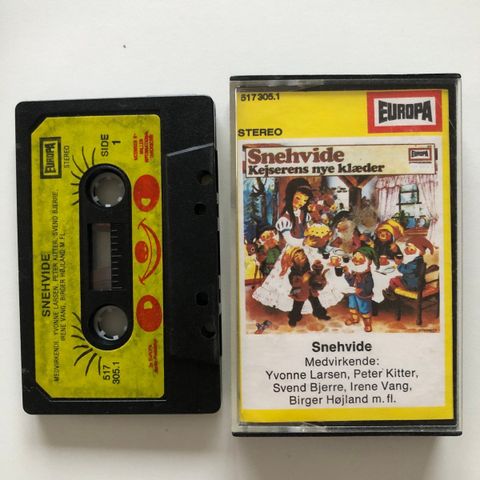 EUROPA
STEREO
SIDE
1
SNEHVIDE
MEDVIRKENDE: YVONNE LARSEN, PETER KITTER, SVEND BJERRE,
IRENE VANG, BIRGER HØJLAND M. FL.
517
305.1
517 305.1
EUROPA
STEREO
Snehvide
Kejserens nye klæder
EUROPA
Snehvide
Medvirkende:
Yvonne Larsen, Peter Kitter,
Svend Bjerre, Irene Vang,
Birger Højland m. fl.